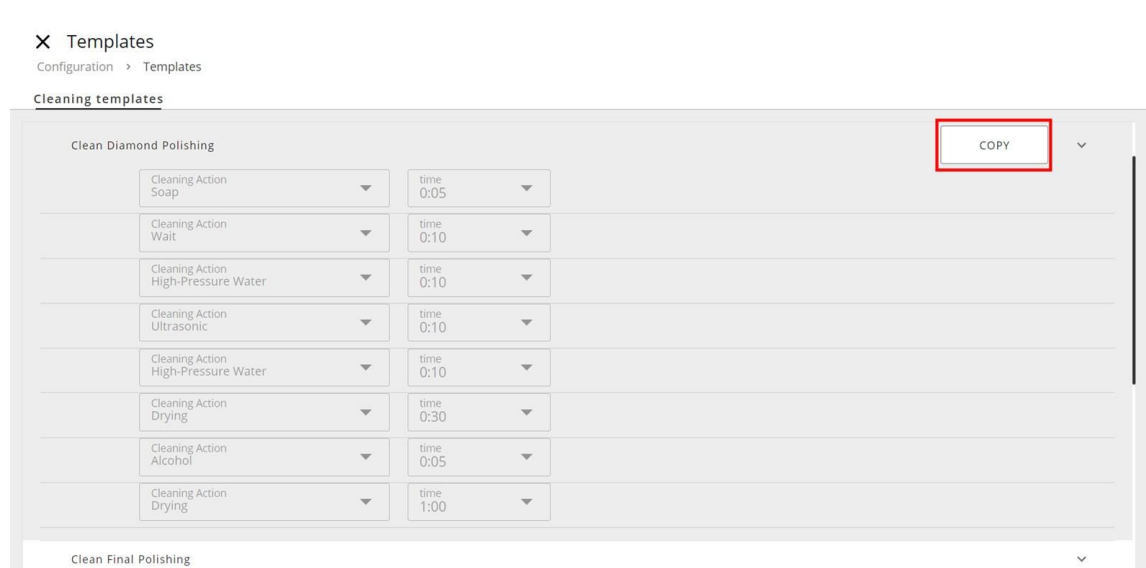 Templates
Configuration > Templates
Cleaning templates
Clean Diamond Polishing
COPY
Cleaning Action
Soap
time
0:05
Cleaning Action
Wait
time
0:10
Cleaning Action
High-Pressure Water
time
0:10
Cleaning Action
Ultrasonic
time
0:10
Cleaning Action
High-Pressure Water
time
0:10
Cleaning Action
Drying
time
0:30
Cleaning Action
Alcohol
time
0:05
Cleaning Action
Drying
time
1:00
Clean Final Polishing